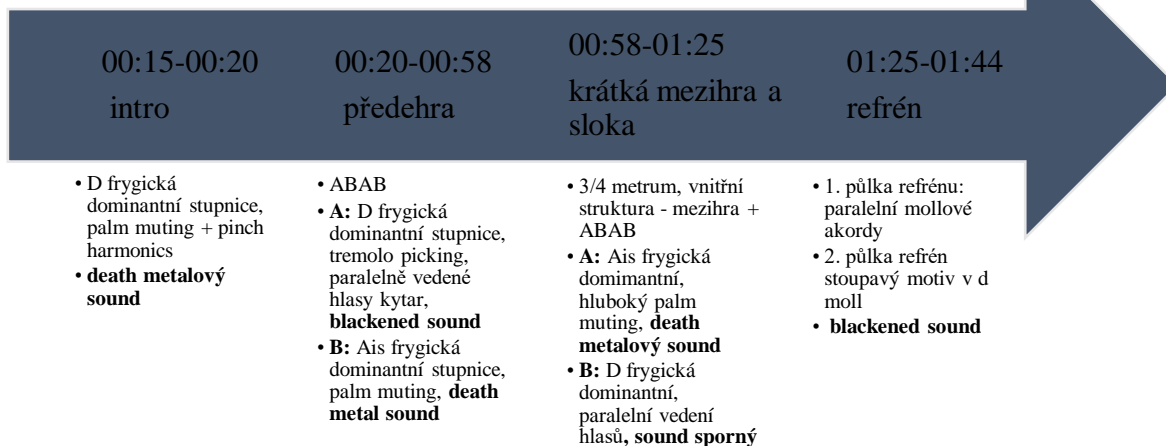 00:15-00:20
intro
00:20-00:58
předehra
00:58-01:25
krátká mezihra a
sloka
01:25-01:44
refrén
• D frygická
dominantní stupnice,
palm muting + pinch
harmonics
• death metalový
sound
• ABAB
• A: D frygická
dominantní stupnice,
tremolo picking,
paralelně vedené
hlasy kytar,
blackened sound
• B: Ais frygická
dominantní stupnice,
palm muting, death
metal sound
• 3/4 metrum, vnitřní
struktura - mezihra +
ABAB
• A: Ais frygická
domimantní,
hluboký palm
muting, death
metalový sound
• B: D frygická
dominantní,
paralelní vedení
hlasů, sound sporný
• 1. půlka refrénu:
paralelní mollové
akordy
• 2. půlka refrén
stoupavý motiv v d
moll
• blackened sound